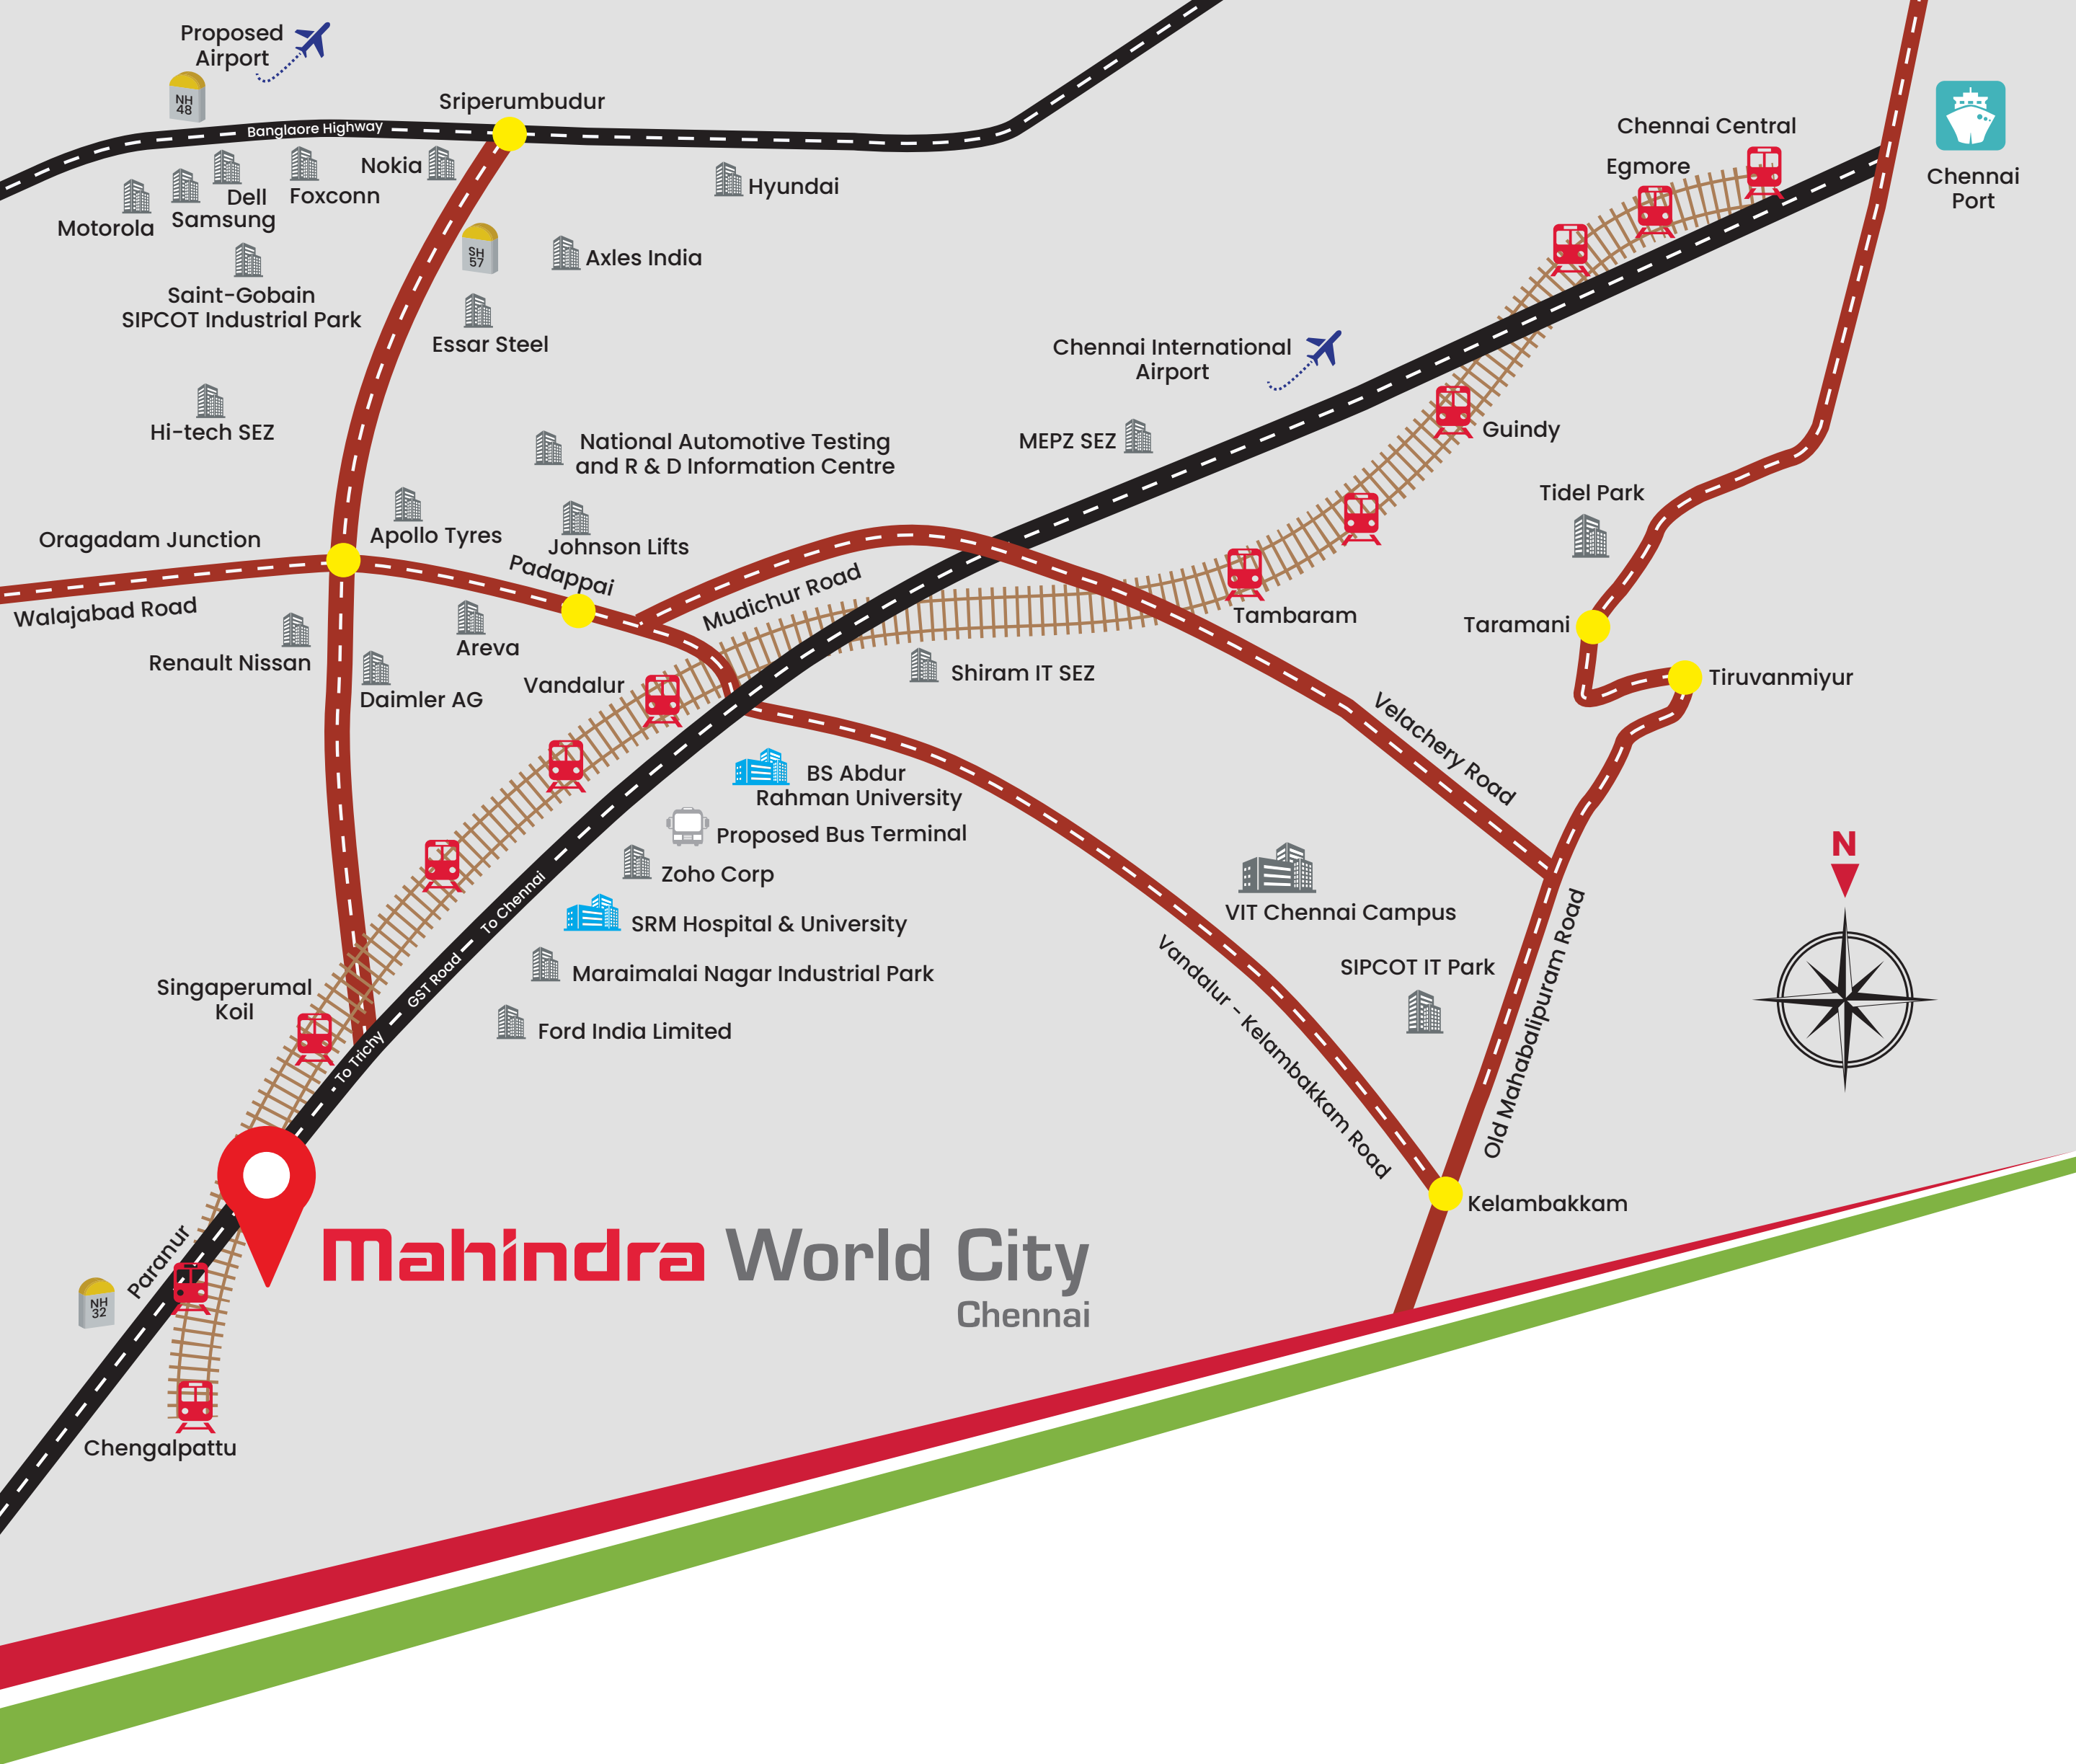 Proposed
Airport
NH
48
Banglaore Highway
Sriperumbudur
Nokia
Motorola
Samsung
Dell
Foxconn
Hyundai
Saint-Gobain
SIPCOT Industrial Park
SH
57
Axles India
Essar Steel
Hi-tech SEZ
Chennai Central
Egmore
Chennai
Port
Chennai International
Airport
MEPZ SEZ
Guindy
National Automotive Testing
and R & D Information Centre
Tidel Park
Oragadam Junction
Apollo Tyres
Johnson Lifts
Padappai
Walajabad Road
Mudichur Road
Tambaram
Taramani
Tiruvanmiyur
Renault Nissan
Areva
Daimler AG
Vandalur
Shiram IT SEZ
Velachery Road
BS Abdur
Rahman University
Proposed Bus Terminal
Zoho Corp
SRM Hospital & University
Maraimalai Nagar Industrial Park
Ford India Limited
To Chennai
GST Road
To Trichy
Singaperumal
Koil
VIT Chennai Campus
SIPCOT IT Park
Vandalur - Kelambakkam Road
Old Mahabalipuram Road
N
Kelambakkam
Paranur
NH
32
Mahindra World City
Chennai
Chengalpattu